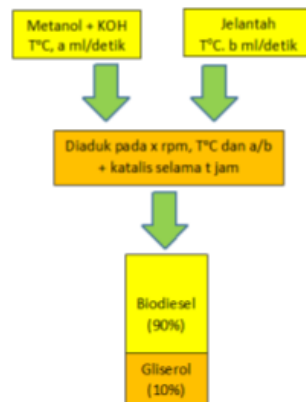 Metanol + KOH
T°C, a ml/detik
Jelantah
T°C. b ml/detik
Diaduk pada x rpm, T°C dan a/b
+ katalis selama t jam
Biodiesel
(90%)
Gliserol
(10%)